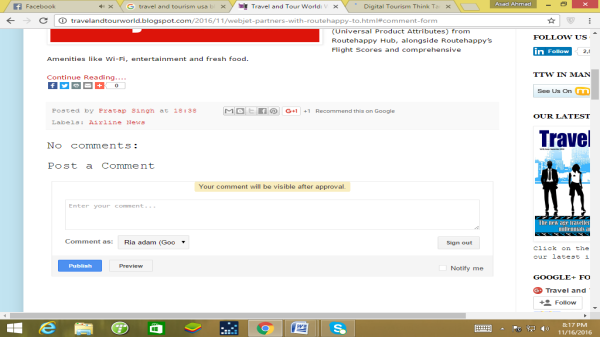 Facebook
travel and tourism usa b
Travel and Tour World: W
Digital Tourism Think Ta
Asad Ahmad
travelandtourworld.blogspot.com/2016/11/webjet-partners-with-routehappy-to.html#comment-form
(Universal Product Attributes) from
Routehappy Hub, alongside Routehappy's
Flight Scores and comprehensive
Amenities like Wi-Fi, entertainment and fresh food.
Continue Reading....
0
Posted by Pratap Singh at 18:38
G+1 +1 Recommend this on Google
Labels: Airline News
No comments:
Post a Comment
Your comment will be visible after approval.
Enter your comment...
Comment as: Ria adam (Goo
Sign out
Publish
Preview
Notify me
FOLLOW US
in Follow
TTW IN MAN
See Us On m
OUR LATEST
Travel
Click on the
our latest i
GOOGLE+ FO
Travel and T
Follow
8:17 PM
11/16/2016